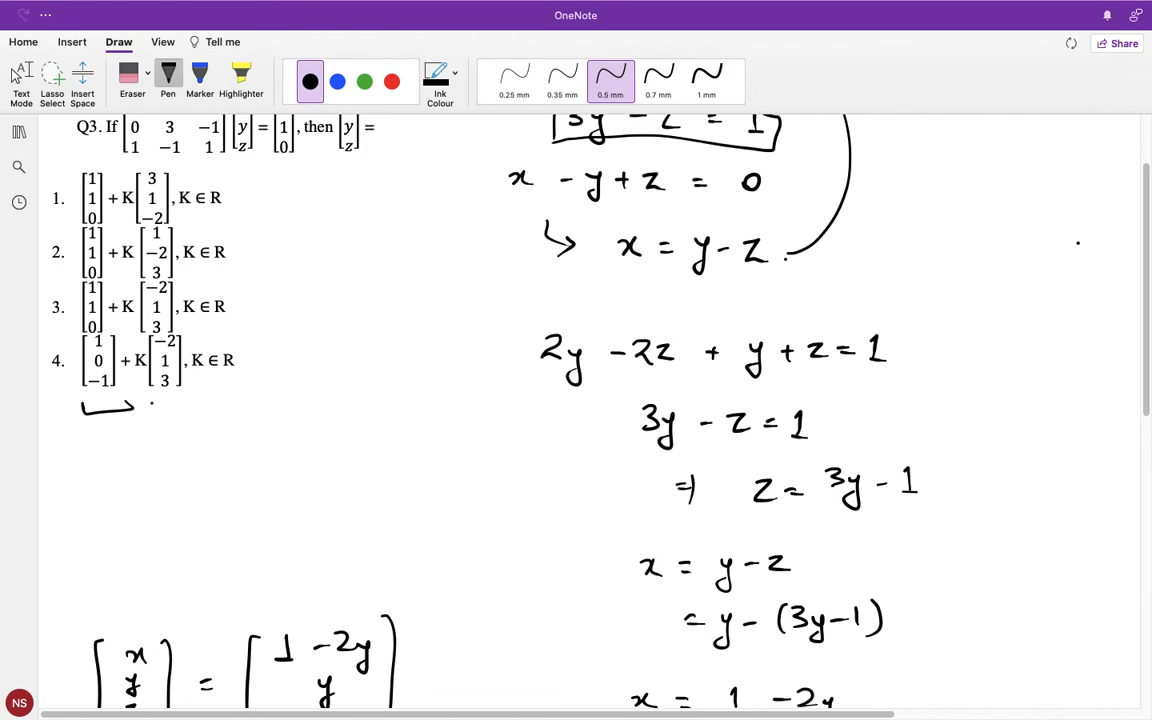 OneNote
Home Insert Draw View Tell me
Share
Text Mode
Lasso Select
Insert Space
Eraser
Pen
Marker
Highlighter
0.25 mm 0.35 mm 0.5 mm 0.7 mm 1 mm
Ink Colour
Q3. If [0 3 −1; 1 −1 1] [y; z] = [1; 0], then [y; z] =
1. [1; 1; 0] + K [3; 1; −2], K ∈ R
2. [1; 1; 0] + K [1; −2; 3], K ∈ R
3. [1; 1; 0] + K [−2; 1; 3], K ∈ R
4. [1; 0; −1] + K [−2; 1; 3], K ∈ R
3y − z = 1
x − y + z = 0
↳ x = y − z
2y − 2z + y + z = 1
3y − z = 1
⇒ z = 3y − 1
x = y − z
= y − (3y − 1)
x = 1 − 2y
[x; y] = [1 − 2y; y]
NS